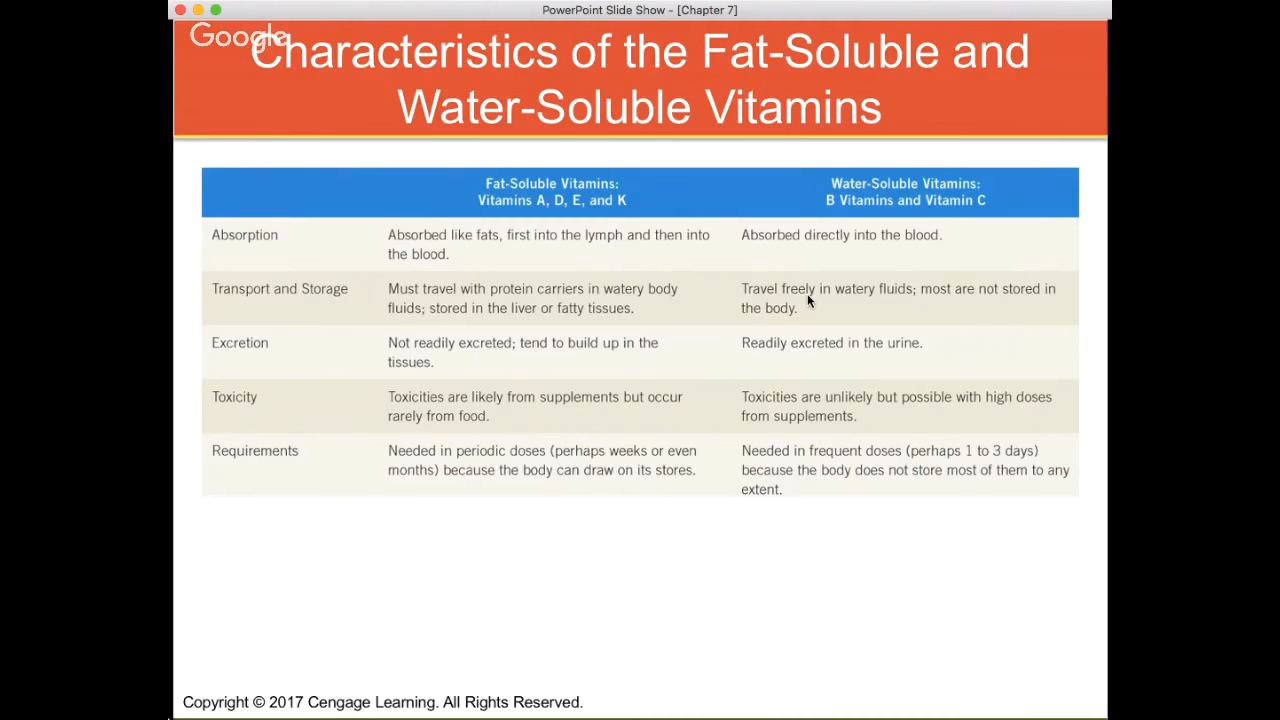 PowerPoint Slide Show - [Chapter 7]
Google
Characteristics of the Fat-Soluble and
Water-Soluble Vitamins
Fat-Soluble Vitamins:
Vitamins A, D, E, and K
Water-Soluble Vitamins:
B Vitamins and Vitamin C
Absorption
Absorbed like fats, first into the lymph and then into
the blood.
Absorbed directly into the blood.
Transport and Storage
Must travel with protein carriers in watery body
fluids; stored in the liver or fatty tissues.
Travel freely in watery fluids; most are not stored in
the body.
Excretion
Not readily excreted; tend to build up in the
tissues.
Readily excreted in the urine.
Toxicity
Toxicities are likely from supplements but occur
rarely from food.
Toxicities are unlikely but possible with high doses
from supplements.
Requirements
Needed in periodic doses (perhaps weeks or even
months) because the body can draw on its stores.
Needed in frequent doses (perhaps 1 to 3 days)
because the body does not store most of them to any
extent.
Copyright © 2017 Cengage Learning. All Rights Reserved.